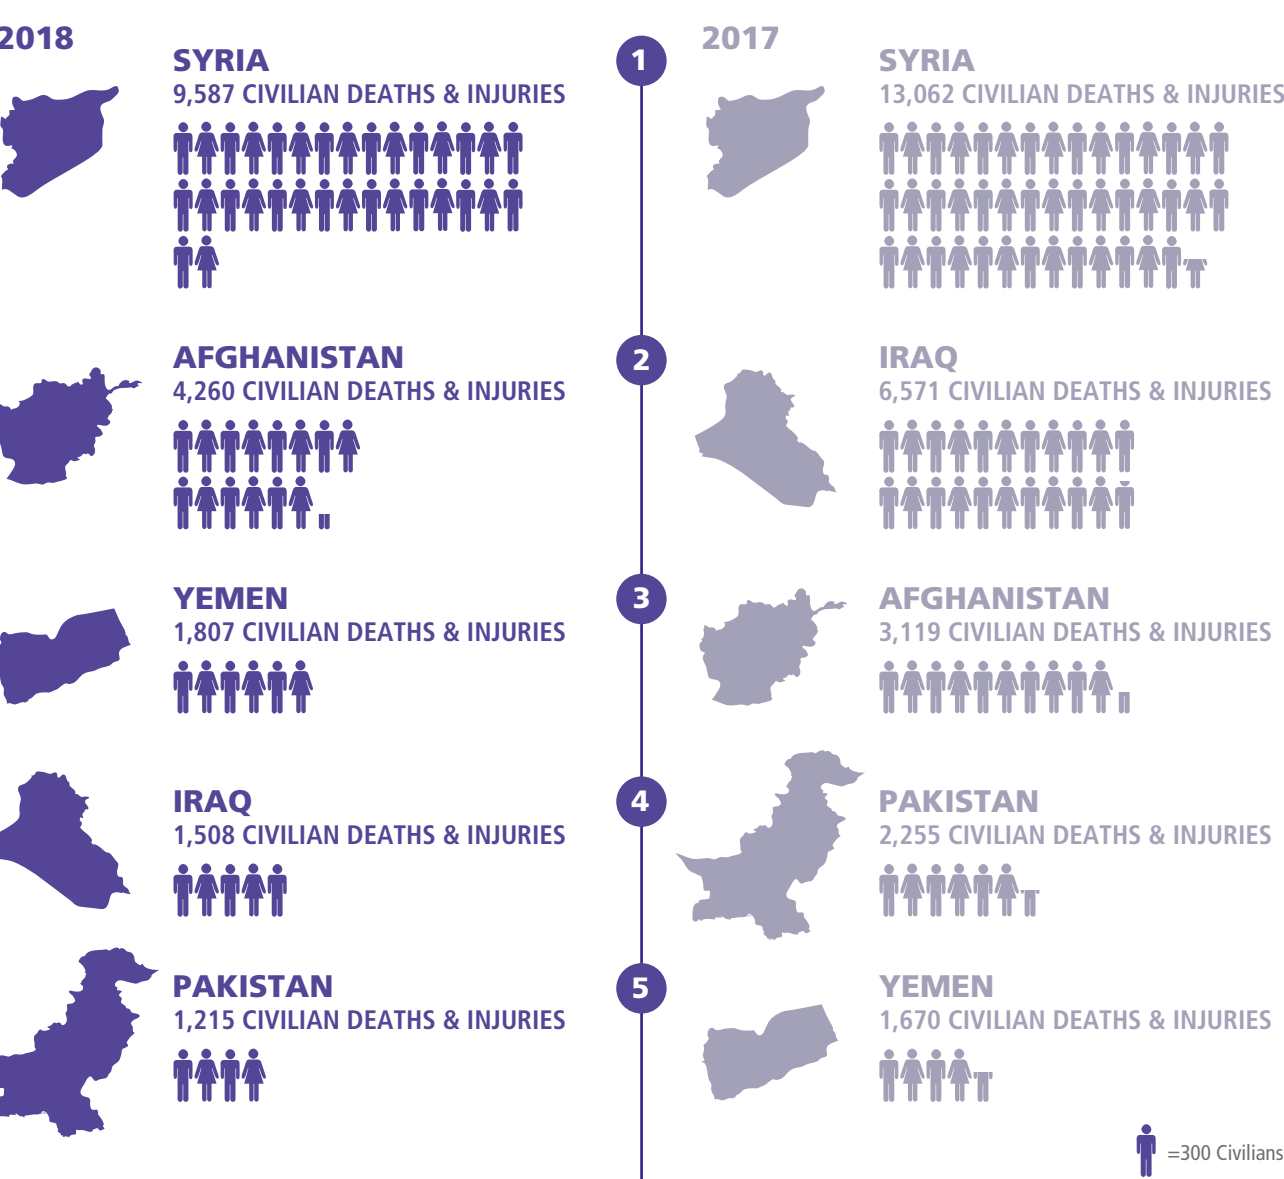 2018
SYRIA
9,587 CIVILIAN DEATHS & INJURIES
AFGHANISTAN
4,260 CIVILIAN DEATHS & INJURIES
YEMEN
1,807 CIVILIAN DEATHS & INJURIES
IRAQ
1,508 CIVILIAN DEATHS & INJURIES
PAKISTAN
1,215 CIVILIAN DEATHS & INJURIES
1
2
3
4
5
2017
SYRIA
13,062 CIVILIAN DEATHS & INJURIES
IRAQ
6,571 CIVILIAN DEATHS & INJURIES
AFGHANISTAN
3,119 CIVILIAN DEATHS & INJURIES
PAKISTAN
2,255 CIVILIAN DEATHS & INJURIES
YEMEN
1,670 CIVILIAN DEATHS & INJURIES
=300 Civilians